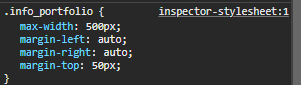 .info_portfolio { inspector-stylesheet:1
max-width: 500px;
margin-left: auto;
margin-right: auto;
margin-top: 50px;
}